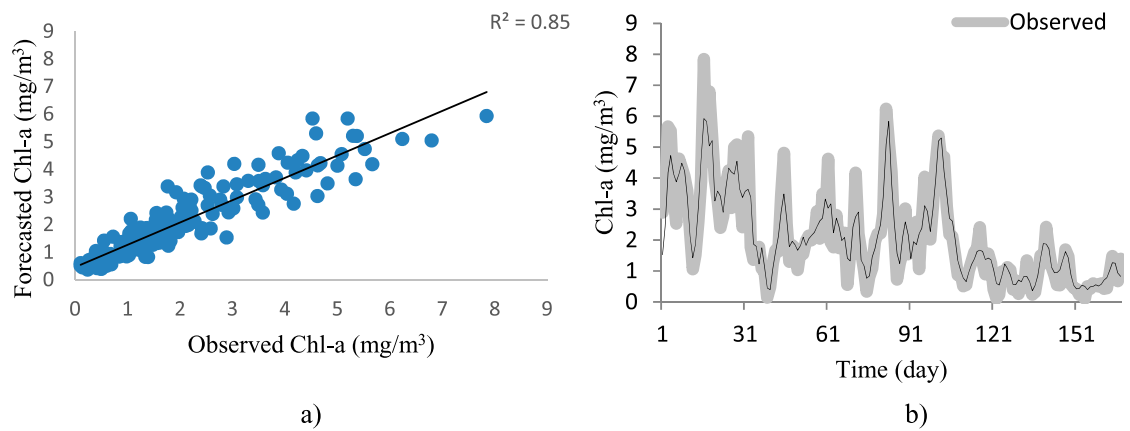 R² = 0.85
Forecasted Chl-a (mg/m³)
9
8
7
6
5
4
3
2
1
0
0 1 2 3 4 5 6 7 8 9
Observed Chl-a (mg/m³)
a)
Observed
Chl-a (mg/m³)
9
8
7
6
5
4
3
2
1
0
1 31 61 91 121 151
Time (day)
b)